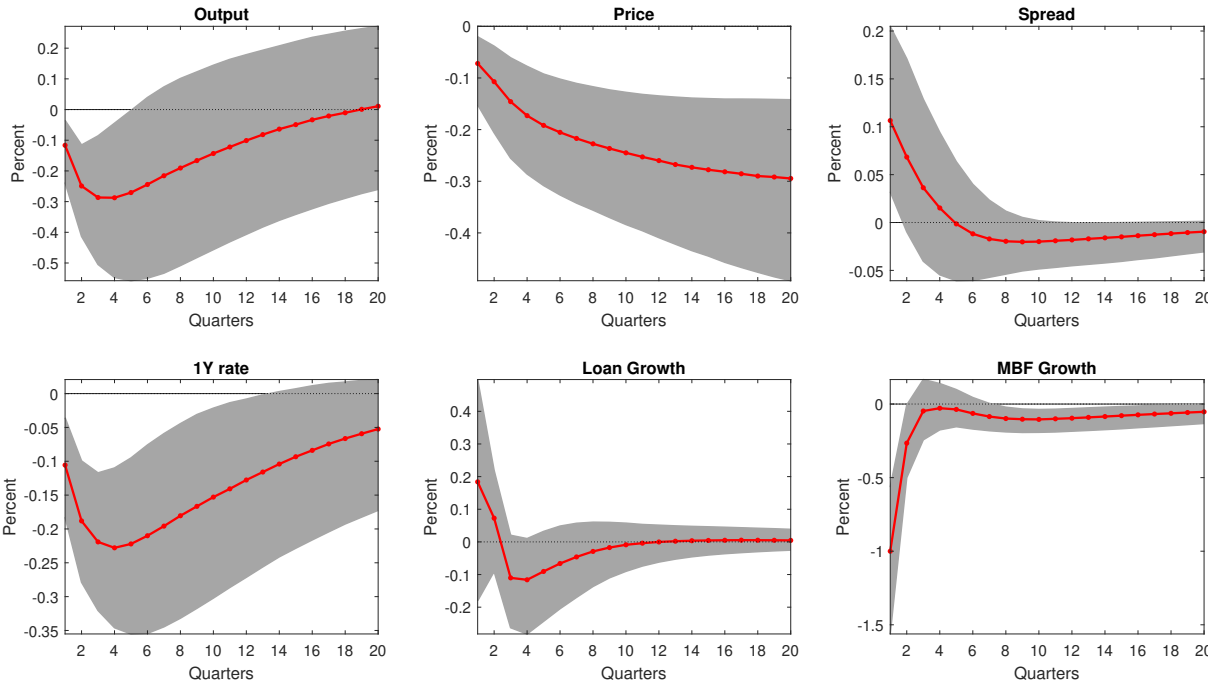 Output
0.2
0.1
0
-0.1
-0.2
-0.3
-0.4
-0.5
Percent
2 4 6 8 10 12 14 16 18 20
Quarters
Price
0
-0.1
-0.2
-0.3
-0.4
Percent
2 4 6 8 10 12 14 16 18 20
Quarters
Spread
0.2
0.15
0.1
0.05
0
-0.05
Percent
2 4 6 8 10 12 14 16 18 20
Quarters
1Y rate
0
-0.05
-0.1
-0.15
-0.2
-0.25
-0.3
-0.35
Percent
2 4 6 8 10 12 14 16 18 20
Quarters
Loan Growth
0.4
0.3
0.2
0.1
0
-0.1
-0.2
Percent
2 4 6 8 10 12 14 16 18 20
Quarters
MBF Growth
0
-0.5
-1
-1.5
Percent
2 4 6 8 10 12 14 16 18 20
Quarters